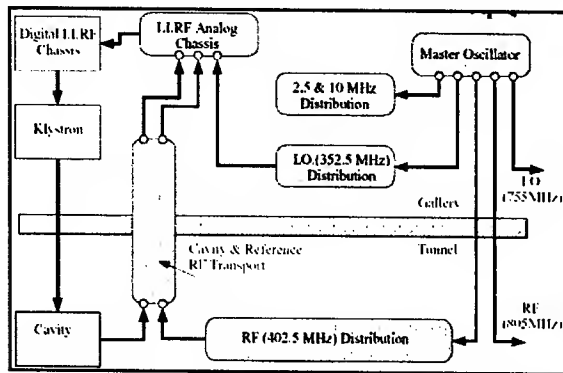 Digital LLRF
Chassis
LLRF Analog
Chassis
Master Oscillator
2.5 & 10 MHz
Distribution
Klystron
LO (352.5 MHz)
Distribution
LO
(755MHz)
Gallery
Tunnel
Cavity & Reference
RF Transport
Cavity
RF (402.5 MHz) Distribution
RF
(805MHz)